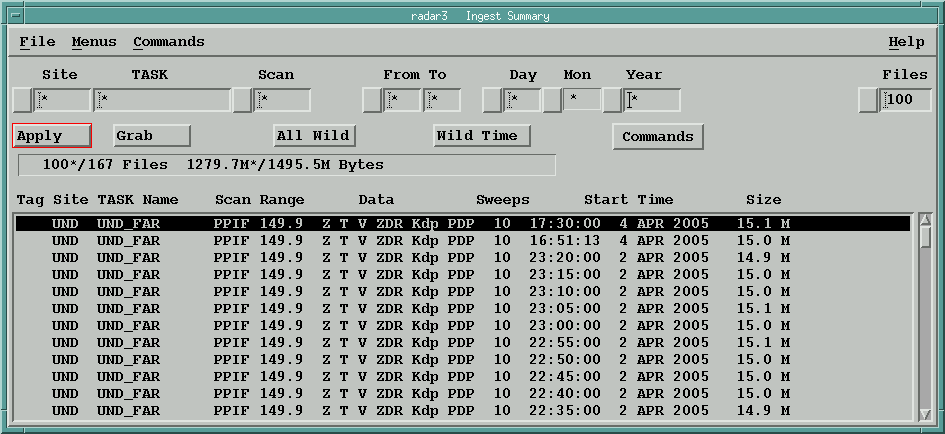 radar3   Ingest Summary
File  Menus  Commands  Help
Site  TASK  Scan  From To  Day  Mon  Year  Files
*  *  *  *  *  *  *  *  100
Apply  Grab  All Wild  Wild Time  Commands
100*/167 Files  1279.7M*/1495.5M Bytes
Tag Site TASK Name  Scan Range  Data  Sweeps  Start Time  Size
UND  UND_FAR  PPIF 149.9  Z T V ZDR Kdp PDP  10  17:30:00  4 APR 2005  15.1 M
UND  UND_FAR  PPIF 149.9  Z T V ZDR Kdp PDP  10  16:51:13  4 APR 2005  15.0 M
UND  UND_FAR  PPIF 149.9  Z T V ZDR Kdp PDP  10  23:20:00  2 APR 2005  14.9 M
UND  UND_FAR  PPIF 149.9  Z T V ZDR Kdp PDP  10  23:15:00  2 APR 2005  15.0 M
UND  UND_FAR  PPIF 149.9  Z T V ZDR Kdp PDP  10  23:10:00  2 APR 2005  15.0 M
UND  UND_FAR  PPIF 149.9  Z T V ZDR Kdp PDP  10  23:05:00  2 APR 2005  15.1 M
UND  UND_FAR  PPIF 149.9  Z T V ZDR Kdp PDP  10  23:00:00  2 APR 2005  15.0 M
UND  UND_FAR  PPIF 149.9  Z T V ZDR Kdp PDP  10  22:55:00  2 APR 2005  15.1 M
UND  UND_FAR  PPIF 149.9  Z T V ZDR Kdp PDP  10  22:50:00  2 APR 2005  15.0 M
UND  UND_FAR  PPIF 149.9  Z T V ZDR Kdp PDP  10  22:45:00  2 APR 2005  15.0 M
UND  UND_FAR  PPIF 149.9  Z T V ZDR Kdp PDP  10  22:40:00  2 APR 2005  15.0 M
UND  UND_FAR  PPIF 149.9  Z T V ZDR Kdp PDP  10  22:35:00  2 APR 2005  14.9 M